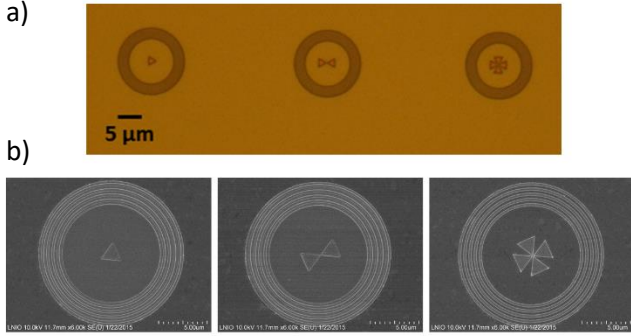 a)
5 µm
b)
LNIO 10.0kV 11.7mm x6.00k SE(U) 1/22/2015 5.00um
LNIO 10.0kV 11.7mm x6.00k SE(U) 1/22/2015 5.00um
LNIO 10.0kV 11.7mm x6.00k SE(U) 1/22/2015 5.00um